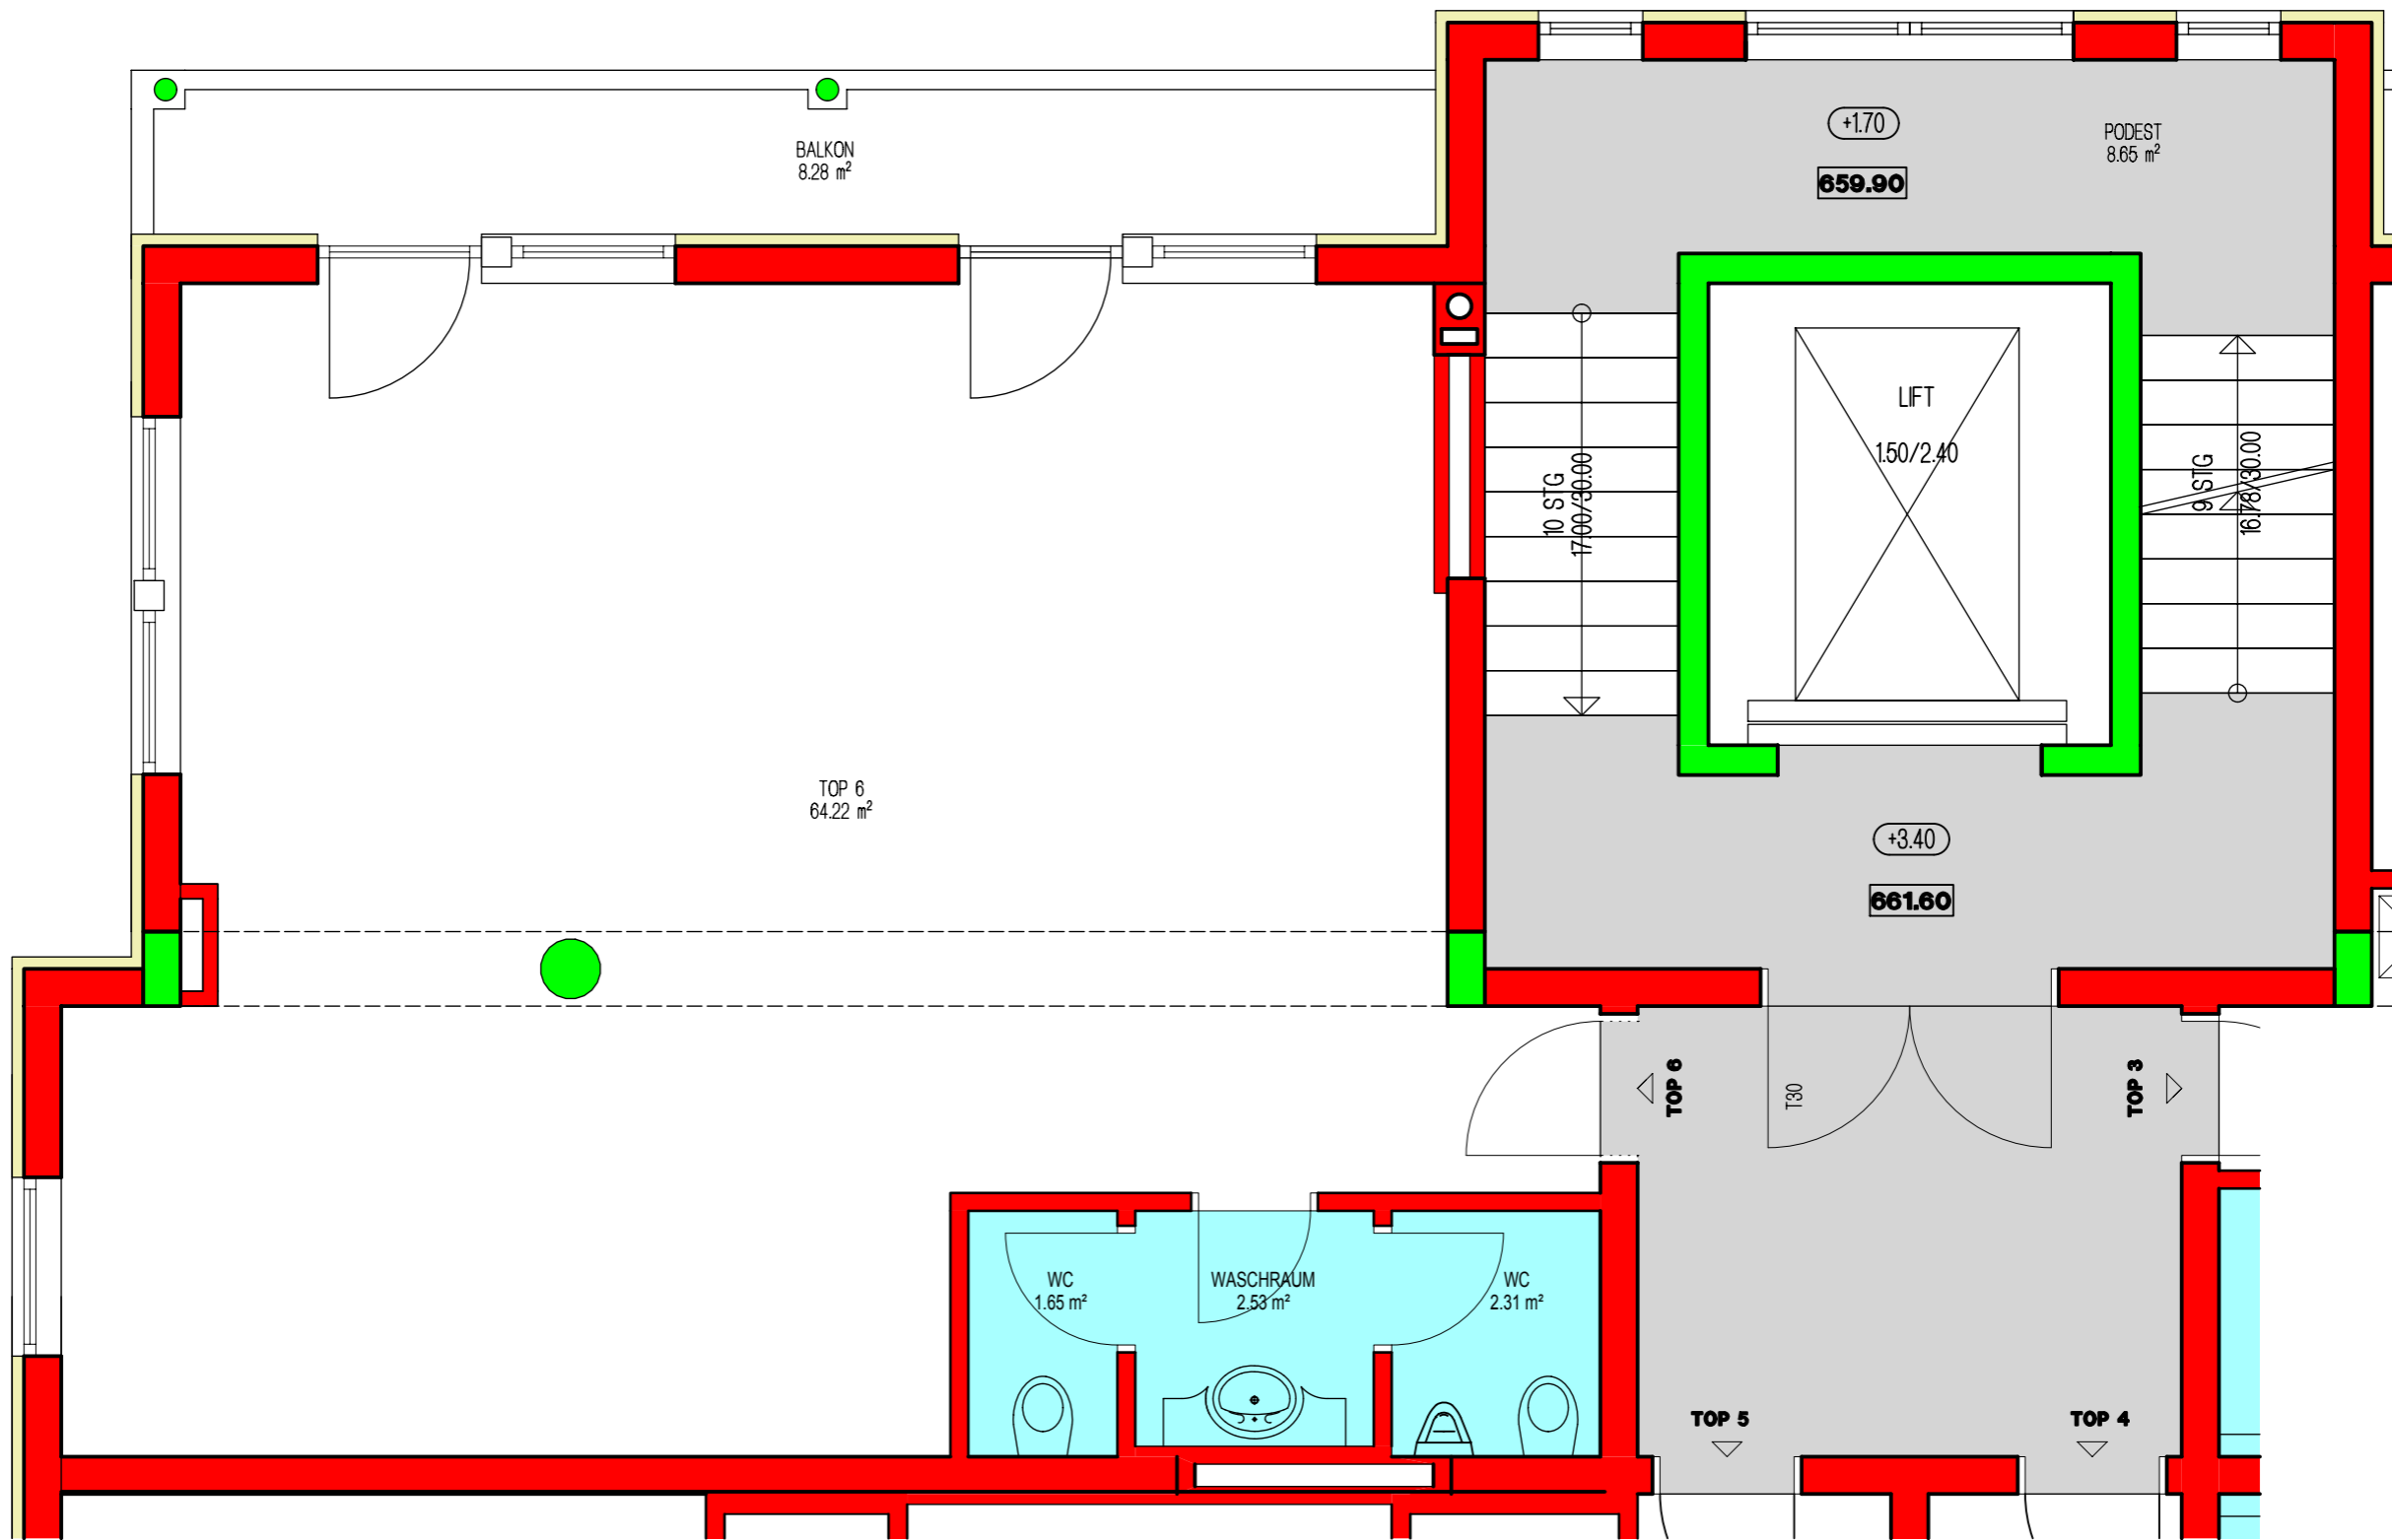 +1.70
PODEST
8.65 m²
659.90
BALKON
8.28 m²
LIFT
1.50/2.40
10 STG
17.00/30.00
9 STG
16.78/30.00
TOP 6
64.22 m²
+3.40
661.60
TOP 6
T30
TOP 3
WC
1.65 m²
WASCHRAUM
2.53 m²
WC
2.31 m²
TOP 5
TOP 4